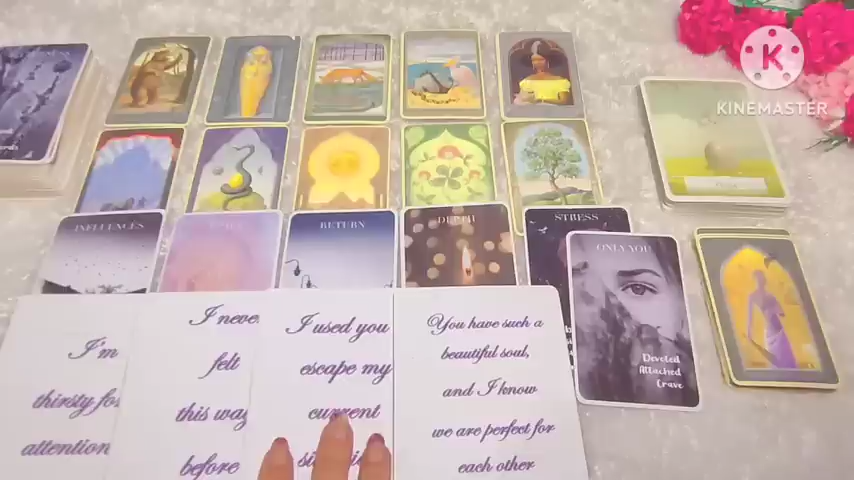 KINEMASTER
INFLUENCES
RETURN
DEPTH
STRESS
ONLY YOU
Devoted
Attached
Crave
I'm
thirsty for
attention
I never
felt
this way
before
I used you
escape my
current
You have such a
beautiful soul,
and I know
we are perfect for
each other